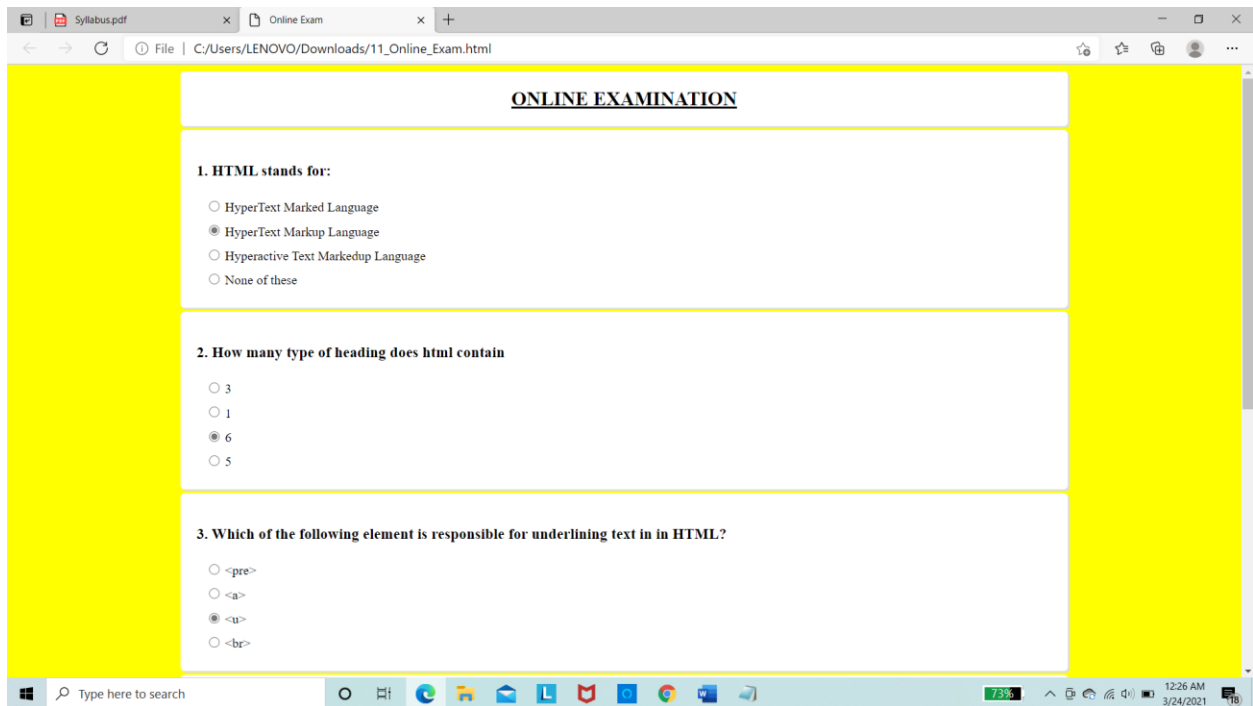 Syllabus.pdf
Online Exam
File
C:/Users/LENOVO/Downloads/11_Online_Exam.html
ONLINE EXAMINATION
1. HTML stands for:
HyperText Marked Language
HyperText Markup Language
Hyperactive Text Markedup Language
None of these
2. How many type of heading does html contain
3
1
6
5
3. Which of the following element is responsible for underlining text in in HTML?
<pre>
<a>
<u>
<br>
Type here to search
73%
12:26 AM
3/24/2021
18